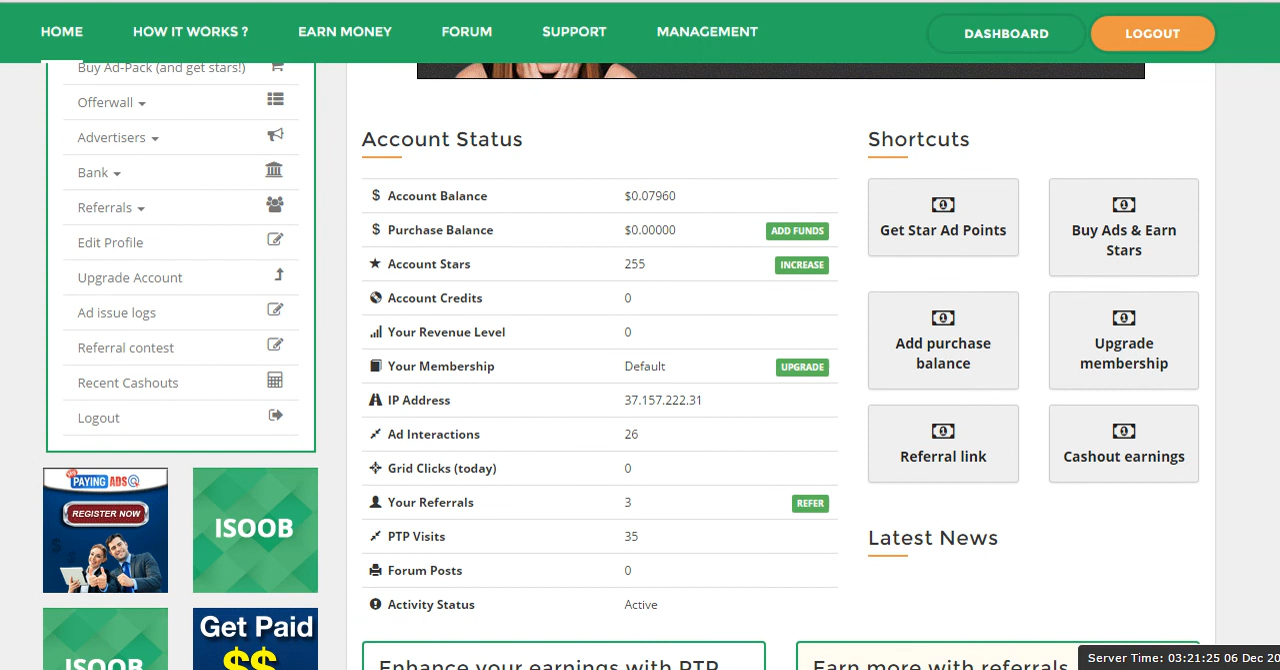 HOME
HOW IT WORKS ?
EARN MONEY
FORUM
SUPPORT
MANAGEMENT
DASHBOARD
LOGOUT
Buy Ad-Pack (and get stars!)
Offerwall
Advertisers
Bank
Referrals
Edit Profile
Upgrade Account
Ad issue logs
Referral contest
Recent Cashouts
Logout
PAYING ADS
REGISTER NOW
ISOOB
ISOOB
Get Paid
$$
Account Status
Account Balance $0.07960
Purchase Balance $0.00000 ADD FUNDS
Account Stars 255 INCREASE
Account Credits 0
Your Revenue Level 0
Your Membership Default UPGRADE
IP Address 37.157.222.31
Ad Interactions 26
Grid Clicks (today) 0
Your Referrals 3 REFER
PTP Visits 35
Forum Posts 0
Activity Status Active
Shortcuts
Get Star Ad Points
Buy Ads & Earn
Stars
Add purchase
balance
Upgrade
membership
Referral link
Cashout earnings
Latest News
Enhance your earnings with PTP
Earn more with referrals
Server Time: 03:21:25 06 Dec 20